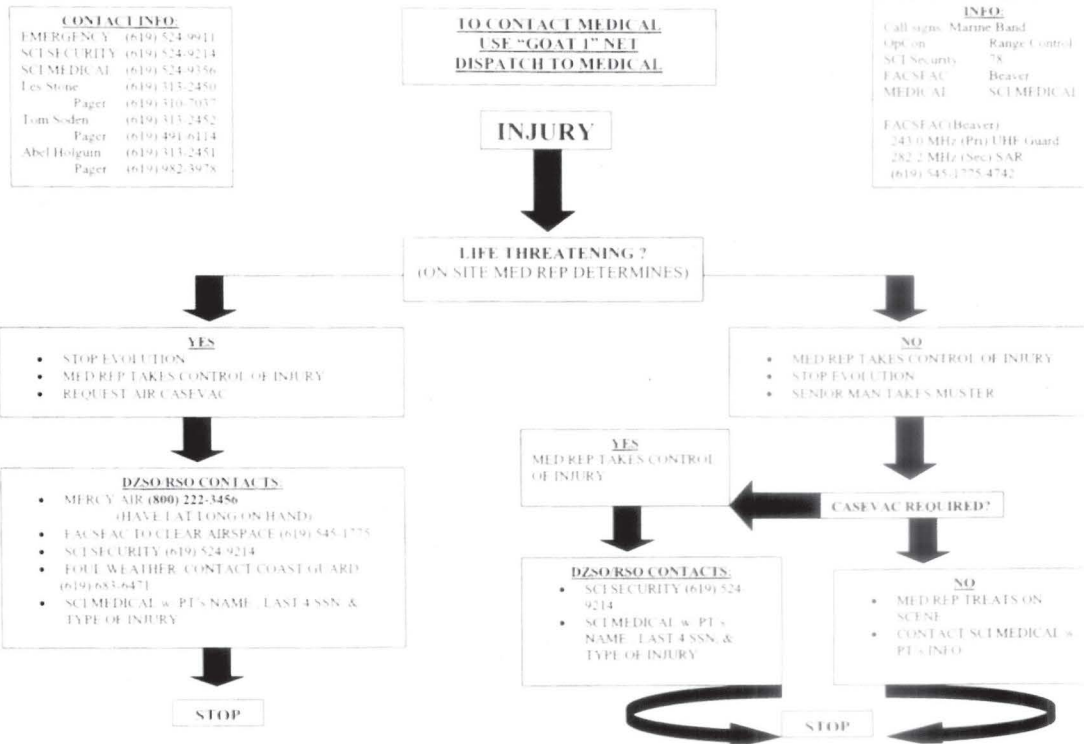 CONTACT INFO:
EMERGENCY (619) 524-9911
SCI SECURITY (619) 524-9214
SCI MEDICAL (619) 524-9356
Les Stone (619) 313-2450
Pager (619) 310-7037
Tom Soden (619) 313-2452
Pager (619) 491-6114
Abel Holguin (619) 313-2451
Pager (619) 982-3978
TO CONTACT MEDICAL
USE “GOAT 1” NET
DISPATCH TO MEDICAL
INFO:
Call signs Marine Band
OpCon Range Control
SCI Security 78
FACSFAC Beaver
MEDICAL SCI MEDICAL
FACSFAC (Beaver)
243.0 MHz (Pri) UHF Guard
282.2 MHz (Sec) SAR
(619) 545-1775 4742
INJURY
LIFE THREATENING ?
(ON SITE MED REP DETERMINES)
YES
• STOP EVOLUTION
• MED REP TAKES CONTROL OF INJURY
• REQUEST AIR CASEVAC
DZSO/RSO CONTACTS:
• MERCY AIR (800) 222-3456
(HAVE LAT LONG ON HAND)
• FACSFAC TO CLEAR AIRSPACE (619) 545-1775
• SCI SECURITY (619) 524-9214
• FOUL WEATHER: CONTACT COAST GUARD
(619) 683-6471
• SCI MEDICAL w/ PT's NAME, LAST 4 SSN, &
TYPE OF INJURY
STOP
NO
• MED REP TAKES CONTROL OF INJURY
• STOP EVOLUTION
• SENIOR MAN TAKES MUSTER
CASEVAC REQUIRED?
YES
MED REP TAKES CONTROL
OF INJURY
DZSO/RSO CONTACTS:
• SCI SECURITY (619) 524-
9214
• SCI MEDICAL w/ PT's
NAME, LAST 4 SSN, &
TYPE OF INJURY
NO
• MED REP TREATS ON
SCENE
• CONTACT SCI MEDICAL w/
PT's INFO
STOP